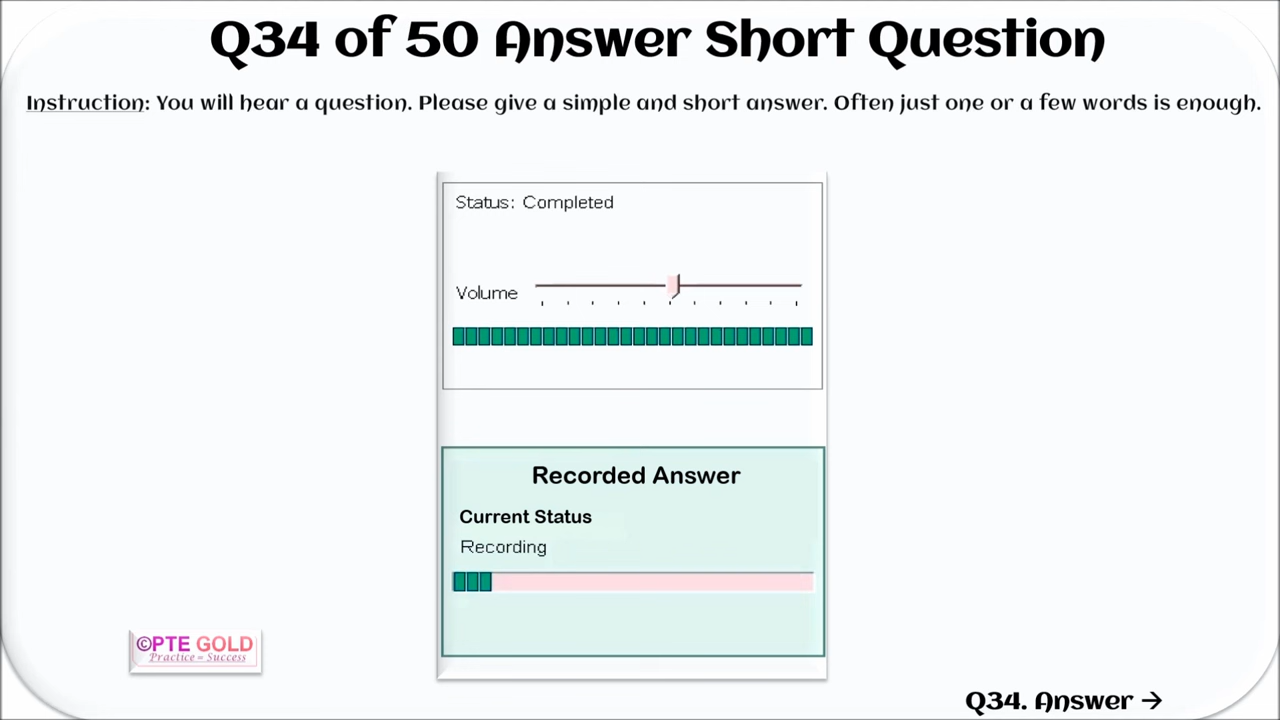 Q34 of 50 Answer Short Question
Instruction: You will hear a question. Please give a simple and short answer. Often just one or a few words is enough.
Status: Completed
Volume
Recorded Answer
Current Status
Recording
©PTE GOLD
Practice = Success
Q34. Answer →